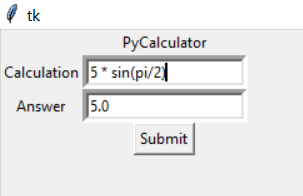 tk
PyCalculator
Calculation 5 * sin(pi/2)
Answer 5.0
Submit